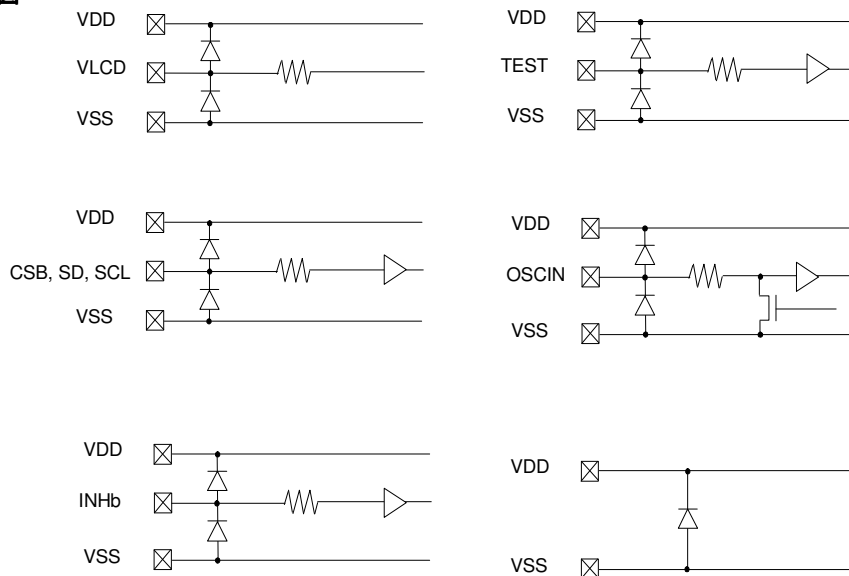 VDD
VLCD
VSS
VDD
TEST
VSS
VDD
CSB, SD, SCL
VSS
VDD
OSCIN
VSS
VDD
INHb
VSS
VDD
VSS